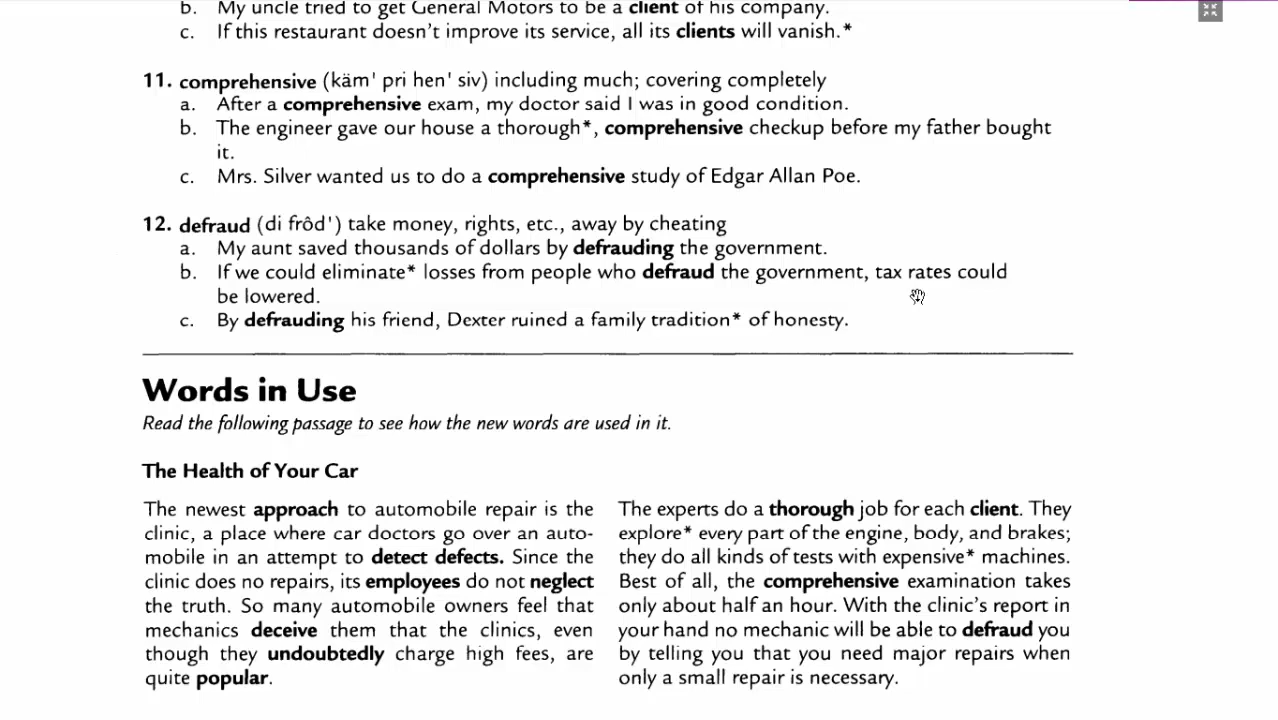 b. My uncle tried to get General Motors to be a client of his company.
c. If this restaurant doesn't improve its service, all its clients will vanish.*
11. comprehensive (käm' pri hen' siv) including much; covering completely
a. After a comprehensive exam, my doctor said I was in good condition.
b. The engineer gave our house a thorough*, comprehensive checkup before my father bought
it.
c. Mrs. Silver wanted us to do a comprehensive study of Edgar Allan Poe.
12. defraud (di frôd') take money, rights, etc., away by cheating
a. My aunt saved thousands of dollars by defrauding the government.
b. If we could eliminate* losses from people who defraud the government, tax rates could
be lowered.
c. By defrauding his friend, Dexter ruined a family tradition* of honesty.
Words in Use
Read the following passage to see how the new words are used in it.
The Health of Your Car
The newest approach to automobile repair is the
clinic, a place where car doctors go over an auto-
mobile in an attempt to detect defects. Since the
clinic does no repairs, its employees do not neglect
the truth. So many automobile owners feel that
mechanics deceive them that the clinics, even
though they undoubtedly charge high fees, are
quite popular.
The experts do a thorough job for each client. They
explore* every part of the engine, body, and brakes;
they do all kinds of tests with expensive* machines.
Best of all, the comprehensive examination takes
only about half an hour. With the clinic's report in
your hand no mechanic will be able to defraud you
by telling you that you need major repairs when
only a small repair is necessary.